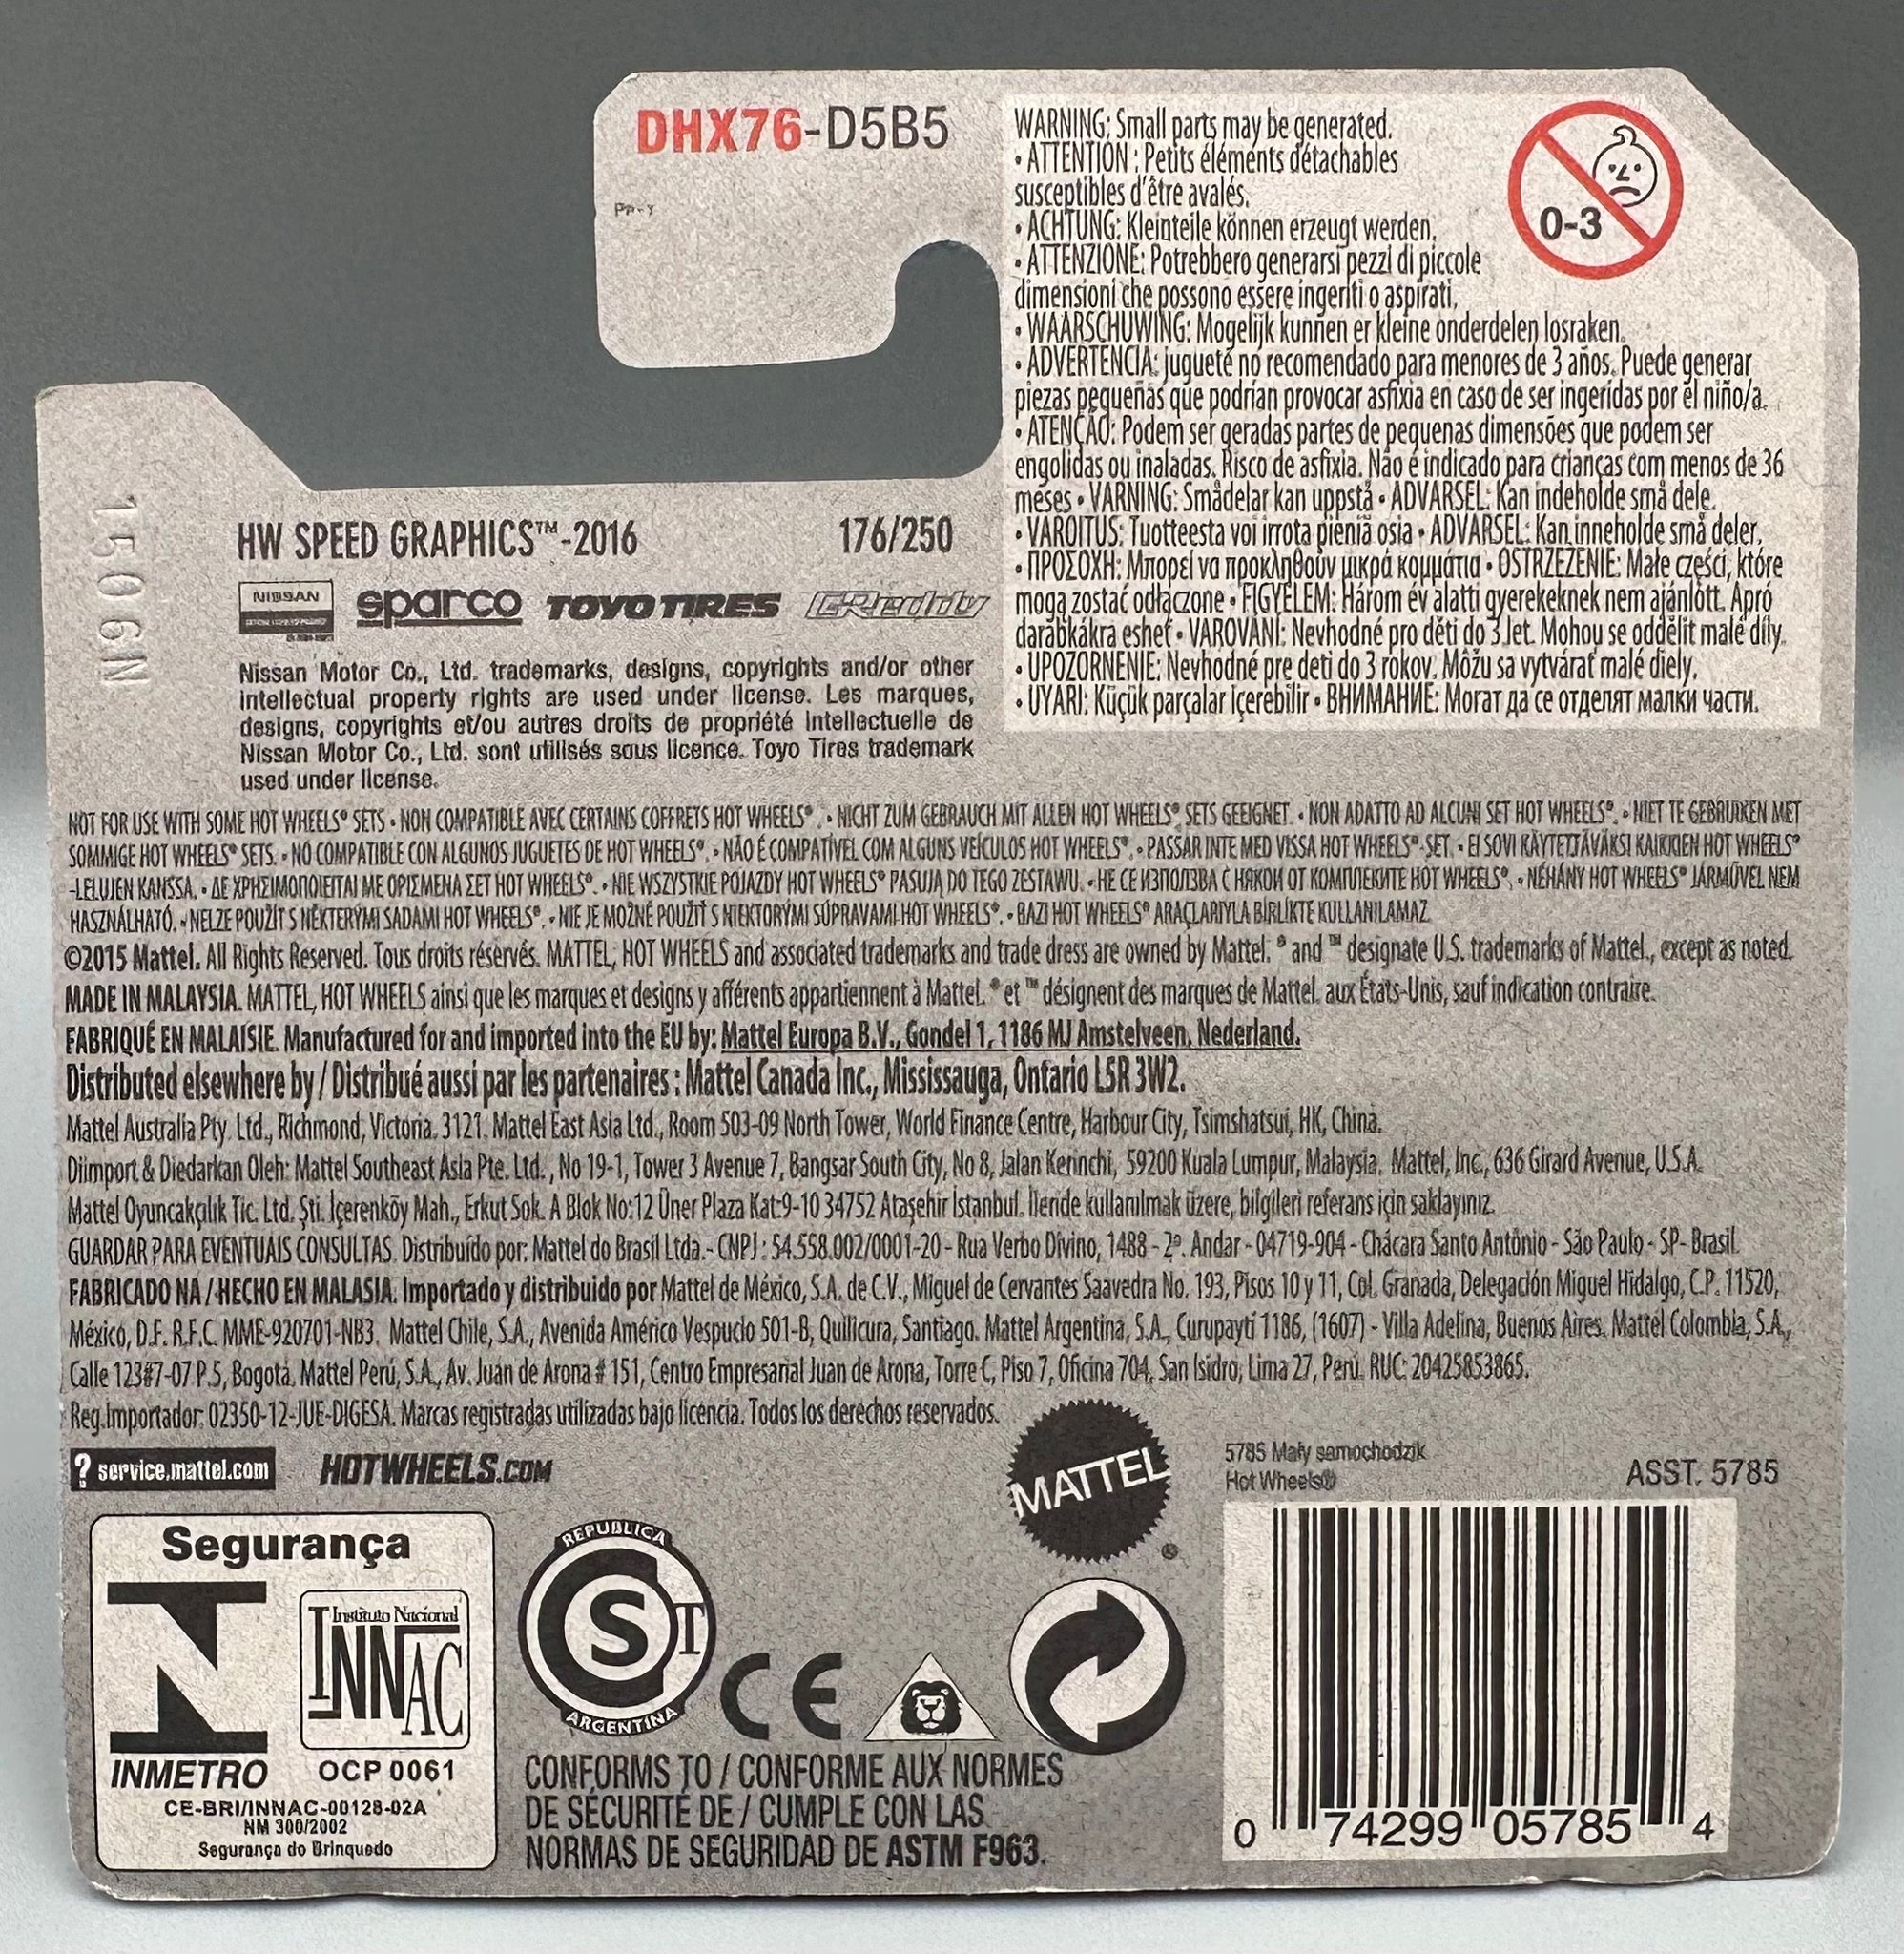 DHX76-D5B5
WARNING: Small parts may be generated.
• ATTENTION : Petits éléments détachables
susceptibles d'être avalés.
• ACHTUNG: Kleinteile können erzeugt werden.
• ATTENZIONE: Potrebbero generarsi pezzi di piccole
dimensioni che possono essere ingeriti o aspirati.
• WAARSCHUWING: Mogelijk kunnen er kleine onderdelen losraken.
• ADVERTENCIA: juguete no recomendado para menores de 3 años. Puede generar
piezas pequeñas que podrían provocar asfixia en caso de ser ingeridas por el niño/a.
• ATENÇÃO: Podem ser geradas partes de pequenas dimensões que podem ser
engolidas ou inaladas. Risco de asfixia. Não é indicado para crianças com menos de 36
meses • VARNING: Smådelar kan uppstå • ADVARSEL: Kan indeholde små dele.
• VAROITUS: Tuotteesta voi irrota pieniä osia • ADVARSEL: Kan inneholde små deler.
• ΠΡΟΣΟΧΗ: Μπορεί να προκληθούν μικρά κομμάτια • OSTRZEŻENIE: Małe części, które
mogą zostać odłączone • FIGYELEM: Három év alatti gyerekeknek nem ajánlott. Apró
darabkákra eshet • VAROVÁNÍ: Nevhodné pro děti do 3 let. Mohou se oddělit malé díly.
• UPOZORNENIE: Nevhodné pre deti do 3 rokov. Môžu sa vytvárať malé diely.
• UYARI: Küçük parçalar içerebilir • ВНИМАНИЕ: Могат да се отделят малки части.
0-3
1506N
HW SPEED GRAPHICS™-2016 176/250
NISSAN sparco TOYO TIRES GReddy
Nissan Motor Co., Ltd. trademarks, designs, copyrights and/or other
intellectual property rights are used under license. Les marques,
designs, copyrights et/ou autres droits de propriété intellectuelle de
Nissan Motor Co., Ltd. sont utilisés sous licence. Toyo Tires trademark
used under license.
NOT FOR USE WITH SOME HOT WHEELS® SETS • NON COMPATIBLE AVEC CERTAINS COFFRETS HOT WHEELS®. • NICHT ZUM GEBRAUCH MIT ALLEN HOT WHEELS® SETS GEEIGNET. • NON ADATTO AD ALCUNI SET HOT WHEELS®. • NIET TE GEBRUIKEN MET
SOMMIGE HOT WHEELS® SETS. • NO COMPATIBLE CON ALGUNOS JUGUETES DE HOT WHEELS®. • NÃO É COMPATÍVEL COM ALGUNS VEÍCULOS HOT WHEELS®. • PASSAR INTE MED VISSA HOT WHEELS®-SET. • EI SOVI KÄYTETTÄVÄKSI KAIKKIEN HOT WHEELS®
-LELUJEN KANSSA. • ΔΕ ΧΡΗΣΙΜΟΠΟΙΕΙΤΑΙ ΜΕ ΟΡΙΣΜΕΝΑ ΣΕΤ HOT WHEELS®. • NIE WSZYSTKIE POJAZDY HOT WHEELS® PASUJĄ DO TEGO ZESTAWU. • НЕ СЕ ИЗПОЛЗВА С НЯКОИ ОТ КОМПЛЕКИТЕ HOT WHEELS®. • NÉHÁNY HOT WHEELS® JÁRMŰVEL NEM
HASZNÁLHATÓ. • NELZE POUŽÍT S NĚKTERÝMI SADAMI HOT WHEELS®. • NIE JE MOŽNÉ POUŽIŤ S NIEKTORÝMI SÚPRAVAMI HOT WHEELS®. • BAZI HOT WHEELS® ARAÇLARIYLA BİRLİKTE KULLANILAMAZ.
©2015 Mattel. All Rights Reserved. Tous droits réservés. MATTEL, HOT WHEELS and associated trademarks and trade dress are owned by Mattel. ® and ™ designate U.S. trademarks of Mattel, except as noted.
MADE IN MALAYSIA. MATTEL, HOT WHEELS ainsi que les marques et designs y afférents appartiennent à Mattel. ® et ™ désignent des marques de Mattel aux États-Unis, sauf indication contraire.
FABRIQUÉ EN MALAISIE. Manufactured for and imported into the EU by: Mattel Europa B.V., Gondel 1, 1186 MJ Amstelveen, Nederland.
Distributed elsewhere by / Distribué aussi par les partenaires : Mattel Canada Inc., Mississauga, Ontario L5R 3W2.
Mattel Australia Pty. Ltd., Richmond, Victoria. 3121. Mattel East Asia Ltd., Room 503-09 North Tower, World Finance Centre, Harbour City, Tsimshatsui, HK, China.
Diimport & Diedarkan Oleh: Mattel Southeast Asia Pte. Ltd., No 19-1, Tower 3 Avenue 7, Bangsar South City, No 8, Jalan Kerinchi, 59200 Kuala Lumpur, Malaysia. Mattel, Inc., 636 Girard Avenue, U.S.A.
Mattel Oyuncakçılık Tic. Ltd. Şti. İçerenköy Mah., Erkut Sok. A Blok No:12 Üner Plaza Kat:9-10 34752 Ataşehir İstanbul. İleride kullanılmak üzere, bilgileri referans için saklayınız.
GUARDAR PARA EVENTUAIS CONSULTAS. Distribuído por: Mattel do Brasil Ltda.- CNPJ : 54.558.002/0001-20 - Rua Verbo Divino, 1488 - 2º. Andar - 04719-904 - Chácara Santo Antônio - São Paulo - SP- Brasil.
FABRICADO NA / HECHO EN MALASIA. Importado y distribuido por Mattel de México, S.A. de C.V., Miguel de Cervantes Saavedra No. 193, Pisos 10 y 11, Col. Granada, Delegación Miguel Hidalgo, C.P. 11520,
México, D.F. R.F.C. MME-920701-NB3. Mattel Chile, S.A., Avenida Américo Vespucio 501-B, Quilicura, Santiago. Mattel Argentina, S.A., Curupaytí 1186, (1607) - Villa Adelina, Buenos Aires. Mattel Colombia, S.A.,
Calle 123#7-07 P.5, Bogotá. Mattel Perú, S.A., Av. Juan de Arona # 151, Centro Empresarial Juan de Arona, Torre C, Piso 7, Oficina 704, San Isidro, Lima 27, Perú. RUC: 20425853865.
Reg.Importador: 02350-12-JUE-DIGESA. Marcas registradas utilizadas bajo licencia. Todos los derechos reservados.
? service.mattel.com HOTWHEELS.COM
MATTEL ®
5785 Mały samochodzik
Hot Wheels®
ASST. 5785
Segurança
Instituto Nacional
INNAC
INMETRO OCP 0061
CE-BRI/INNAC-00128-02A
NM 300/2002
Segurança do Brinquedo
REPUBLICA
S T
ARGENTINA
CE
CONFORMS TO / CONFORME AUX NORMES
DE SÉCURITÉ DE / CUMPLE CON LAS
NORMAS DE SEGURIDAD DE ASTM F963.
0 74299 05785 4